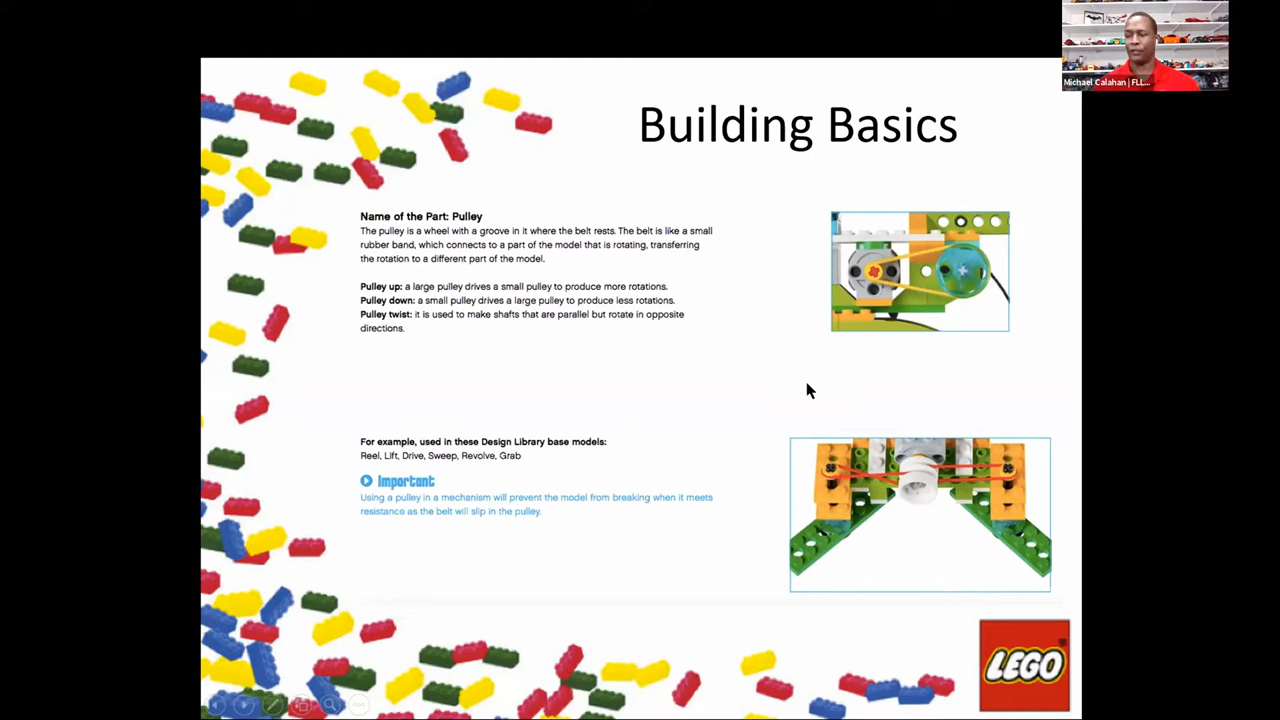 Michael Calahan | FLL...
Building Basics
Name of the Part: Pulley
The pulley is a wheel with a groove in it where the belt rests. The belt is like a small
rubber band, which connects to a part of the model that is rotating, transferring
the rotation to a different part of the model.
Pulley up: a large pulley drives a small pulley to produce more rotations.
Pulley down: a small pulley drives a large pulley to produce less rotations.
Pulley twist: it is used to make shafts that are parallel but rotate in opposite
directions.
For example, used in these Design Library base models:
Reel, Lift, Drive, Sweep, Revolve, Grab
Important
Using a pulley in a mechanism will prevent the model from breaking when it meets
resistance as the belt will slip in the pulley.
LEGO